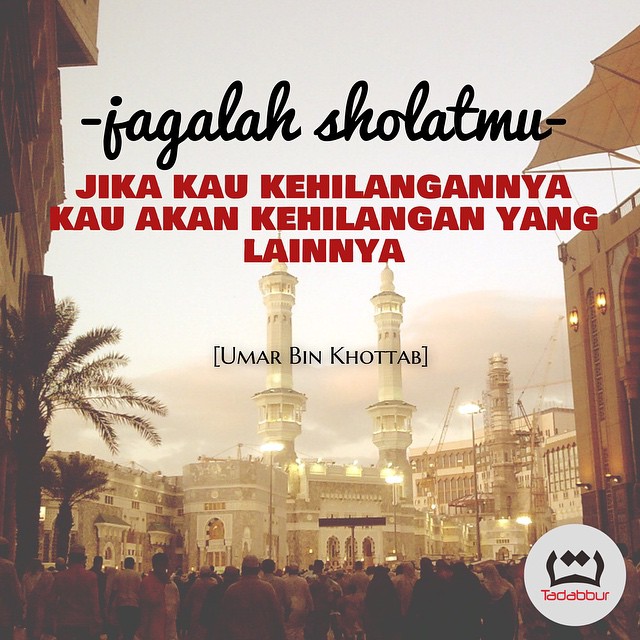 -jagalah sholatmu-
JIKA KAU KEHILANGANNYA
KAU AKAN KEHILANGAN YANG
LAINNYA
[UMAR BIN KHOTTAB]
Tadabbur